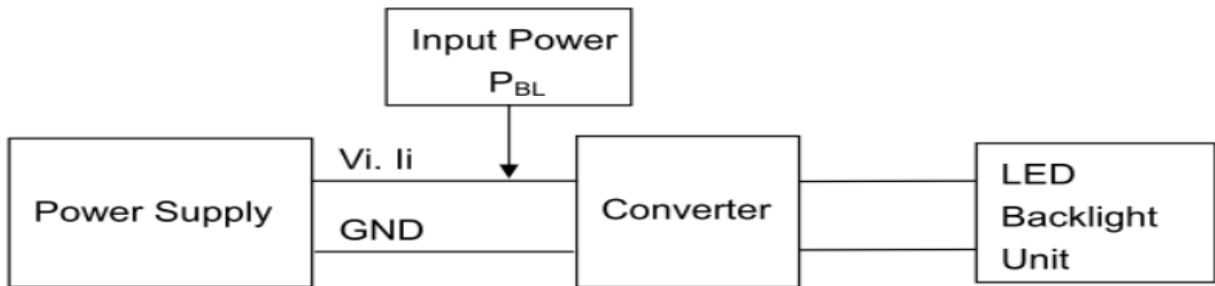 Input Power
PBL
Vi. Ii
Power Supply
GND
Converter
LED
Backlight
Unit